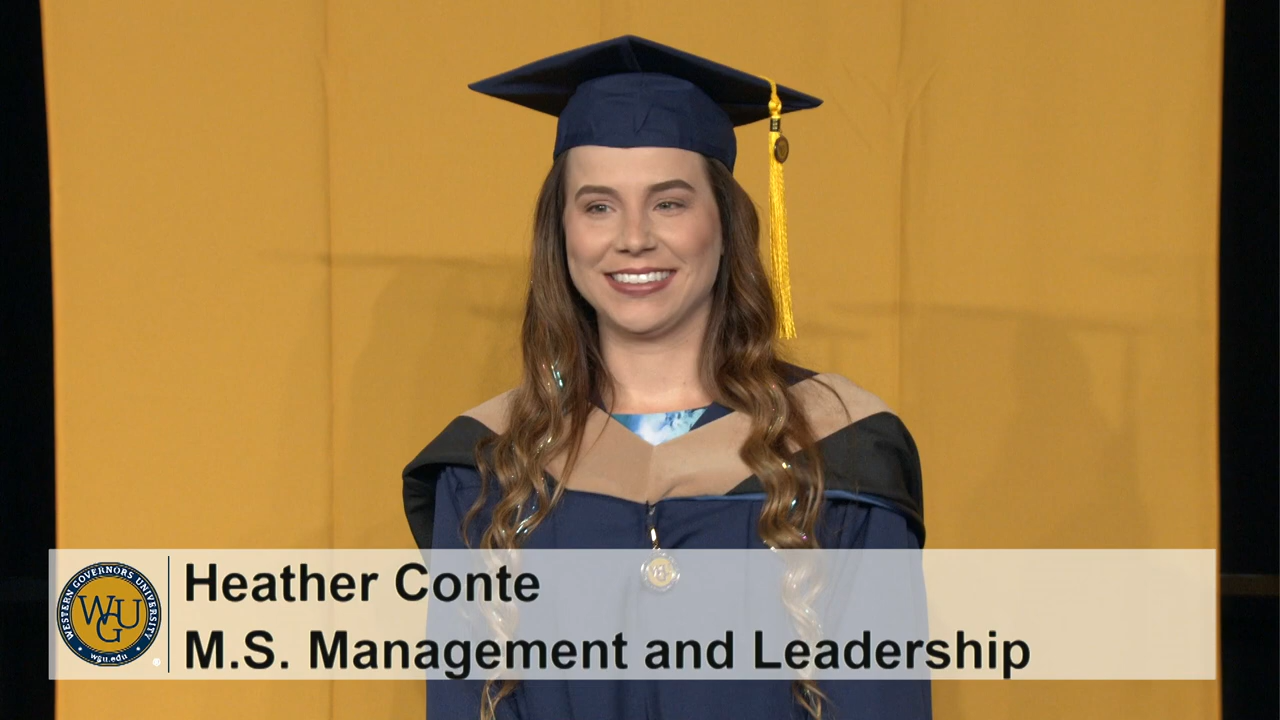 WESTERN GOVERNORS UNIVERSITY
WGU
wgu.edu
®
Heather Conte
M.S. Management and Leadership